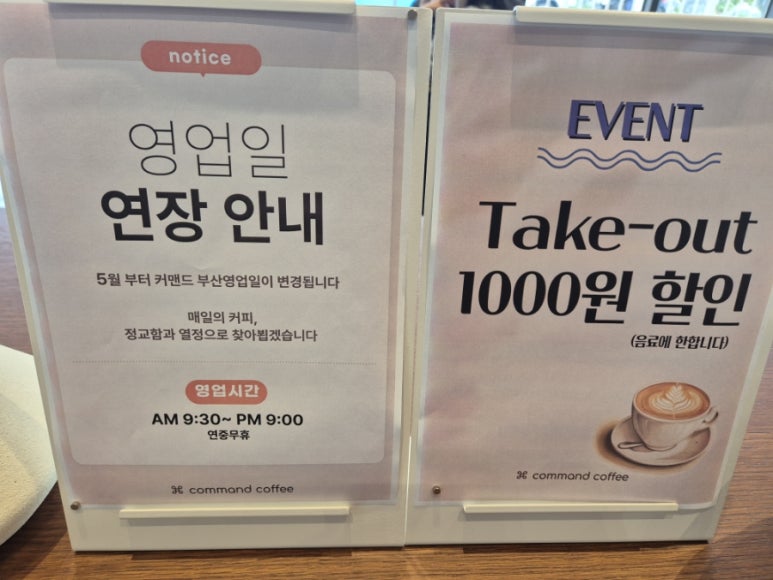 notice
영업일
연장 안내
5월 부터 커맨드 부산영업일이 변경됩니다
매일의 커피,
정교함과 열정으로 찾아뵙겠습니다
영업시간
AM 9:30~ PM 9:00
연중무휴
⌘ command coffee
EVENT
Take-out
1000원 할인
(음료에 한합니다)
⌘ command coffee